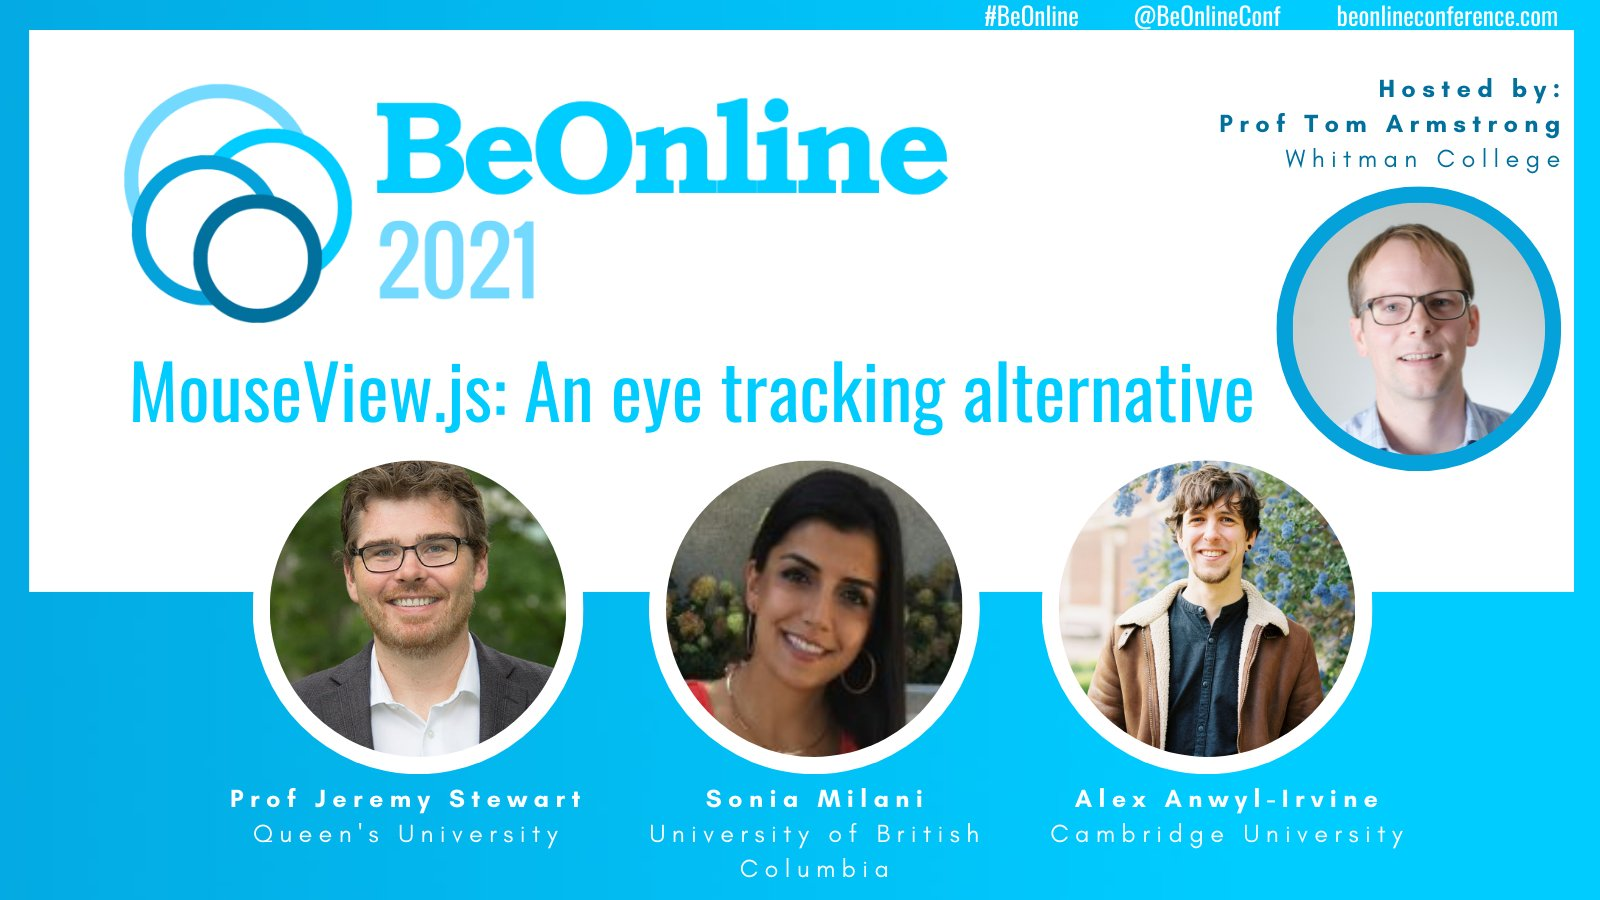 #BeOnline @BeOnlineConf beonlineconference.com
BeOnline
2021
Hosted by:
Prof Tom Armstrong
Whitman College
MouseView.js: An eye tracking alternative
Prof Jeremy Stewart
Queen's University
Sonia Milani
University of British
Columbia
Alex Anwyl-Irvine
Cambridge University